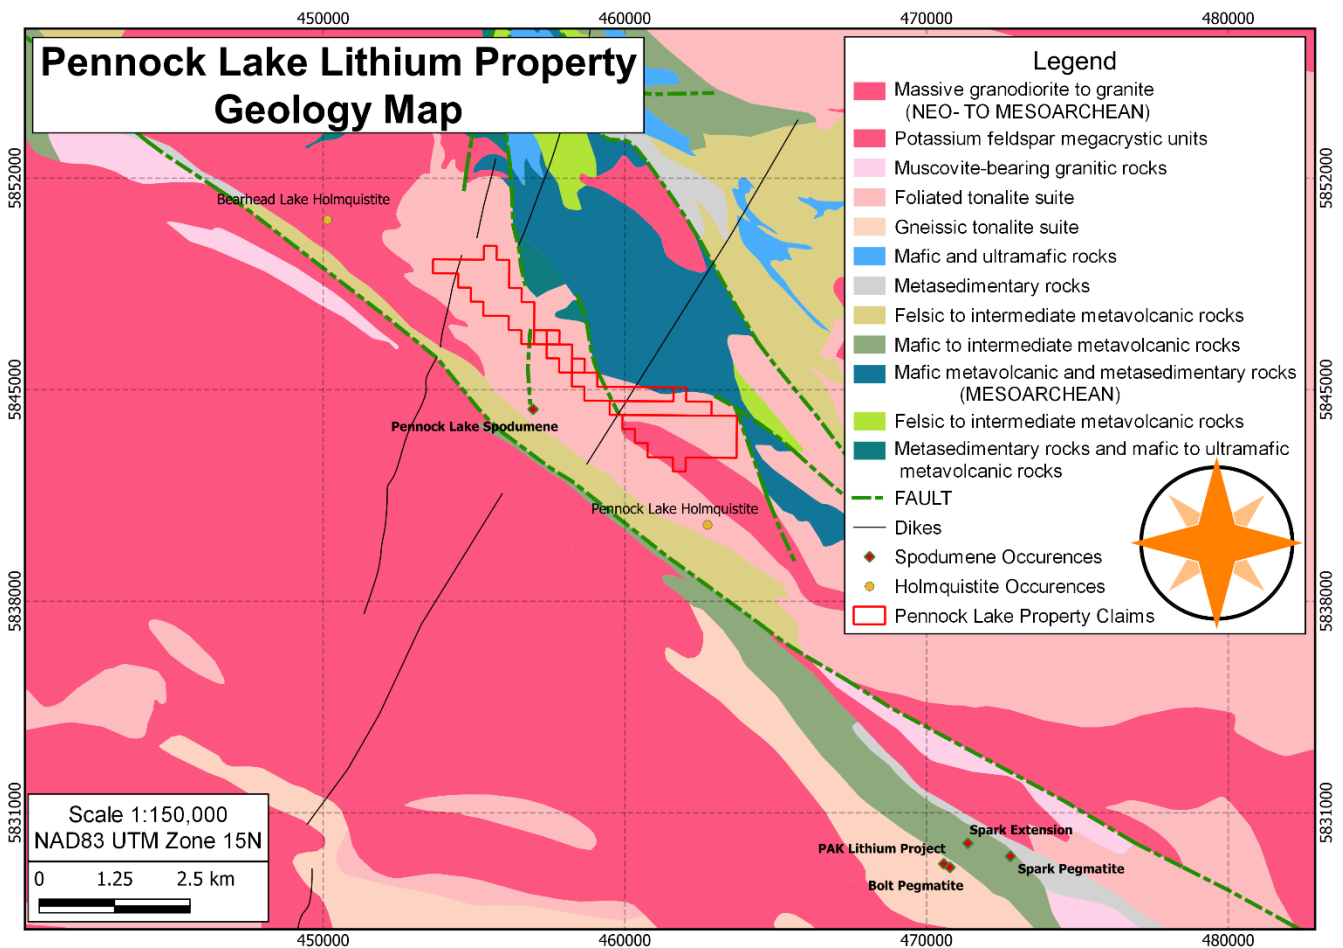 450000
460000
470000
480000
Pennock Lake Lithium Property
Geology Map
Legend
Massive granodiorite to granite
(NEO- TO MESOARCHEAN)
Potassium feldspar megacrystic units
Muscovite-bearing granitic rocks
Foliated tonalite suite
Gneissic tonalite suite
Mafic and ultramafic rocks
Metasedimentary rocks
Felsic to intermediate metavolcanic rocks
Mafic to intermediate metavolcanic rocks
Mafic metavolcanic and metasedimentary rocks
(MESOARCHEAN)
Felsic to intermediate metavolcanic rocks
Metasedimentary rocks and mafic to ultramafic
metavolcanic rocks
FAULT
Dikes
Spodumene Occurences
Holmquistite Occurences
Pennock Lake Property Claims
5852000
5852000
Bearhead Lake Holmquistite
5845000
5845000
Pennock Lake Spodumene
Pennock Lake Holmquistite
5838000
5838000
5831000
5831000
Spark Extension
PAK Lithium Project
Spark Pegmatite
Bolt Pegmatite
Scale 1:150,000
NAD83 UTM Zone 15N
0 1.25 2.5 km
450000
460000
470000
480000